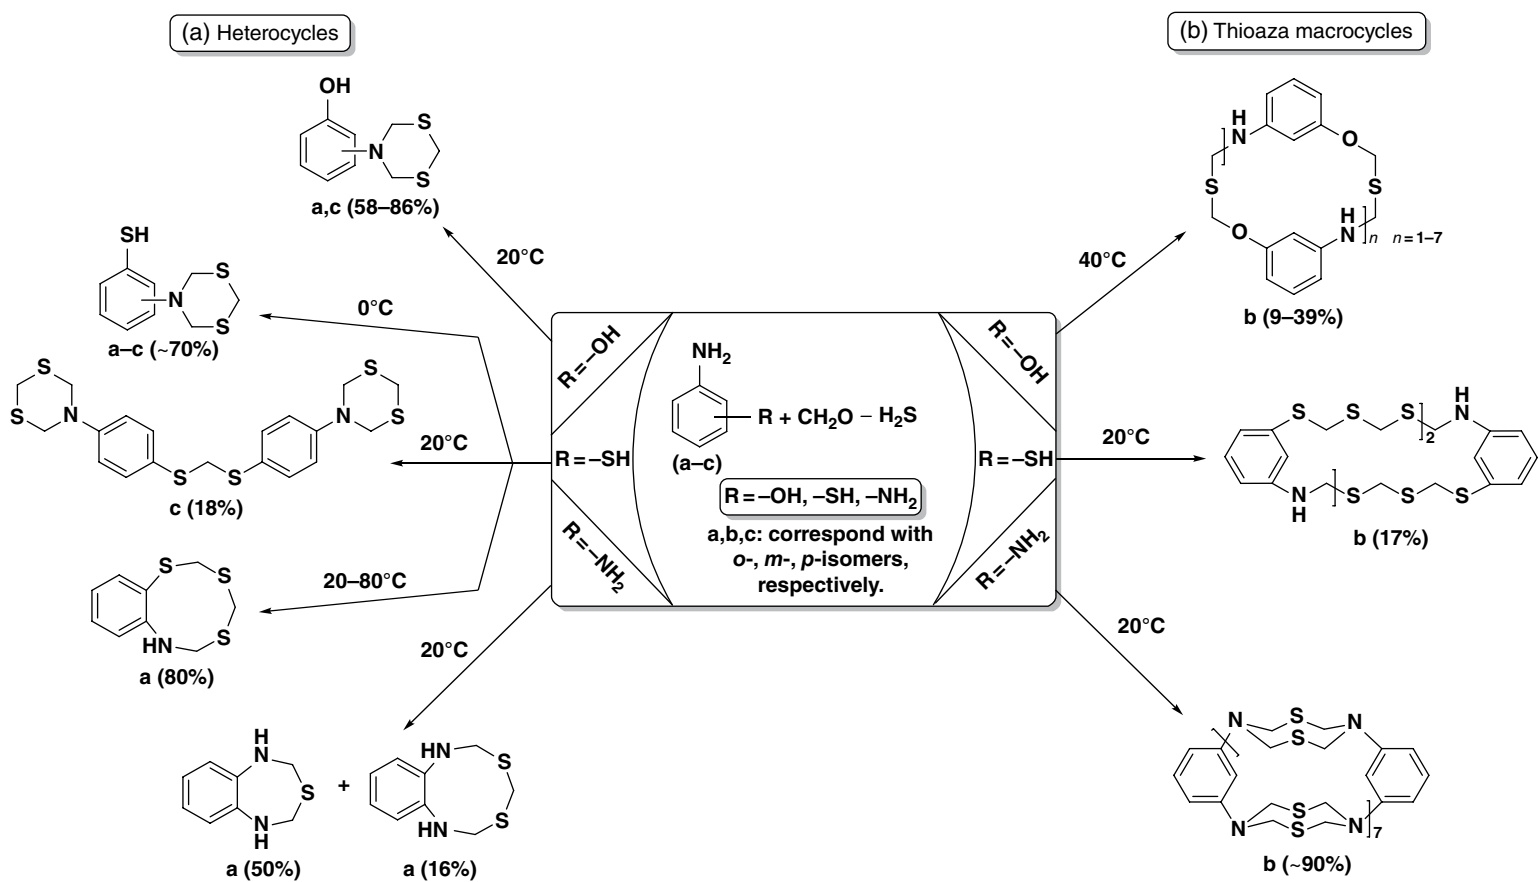 (a) Heterocycles
OH
S
N
S
a,c (58–86%)
20°C
SH
S
N
S
a–c (~70%)
0°C
S
S
N
S
S
N
S
S
c (18%)
20°C
S
S
S
HN
a (80%)
20–80°C
20°C
H
N
S
N
H
a (50%)
+
HN
S
S
HN
a (16%)
R=–OH
R=–SH
R=–NH2
NH2
R + CH2O – H2S
(a–c)
R=–OH, –SH, –NH2
a,b,c: correspond with
o-, m-, p-isomers,
respectively.
R=–OH
R=–SH
R=–NH2
(b) Thioaza macrocycles
40°C
H
N
O
S
S
O
H
N
n n=1–7
b (9–39%)
20°C
S S S 2 H
N
N
H
S S S
b (17%)
20°C
N S N
S
S
N S N 7
b (~90%)